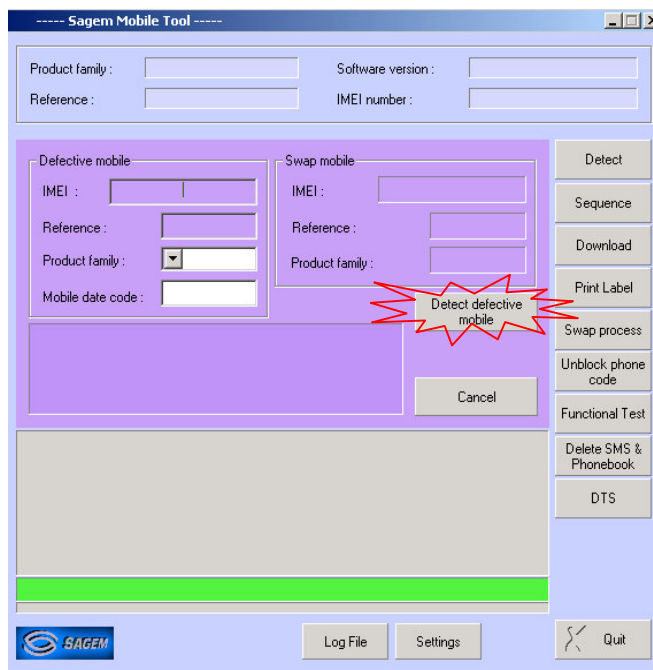 ----- Sagem Mobile Tool -----
Product family :
Software version :
Reference :
IMEI number :
Defective mobile
IMEI :
Reference :
Product family :
Mobile date code :
Swap mobile
IMEI :
Reference :
Product family :
Detect defective
mobile
Cancel
Detect
Sequence
Download
Print Label
Swap process
Unblock phone
code
Functional Test
Delete SMS &
Phonebook
DTS
SAGEM
Log File
Settings
Quit